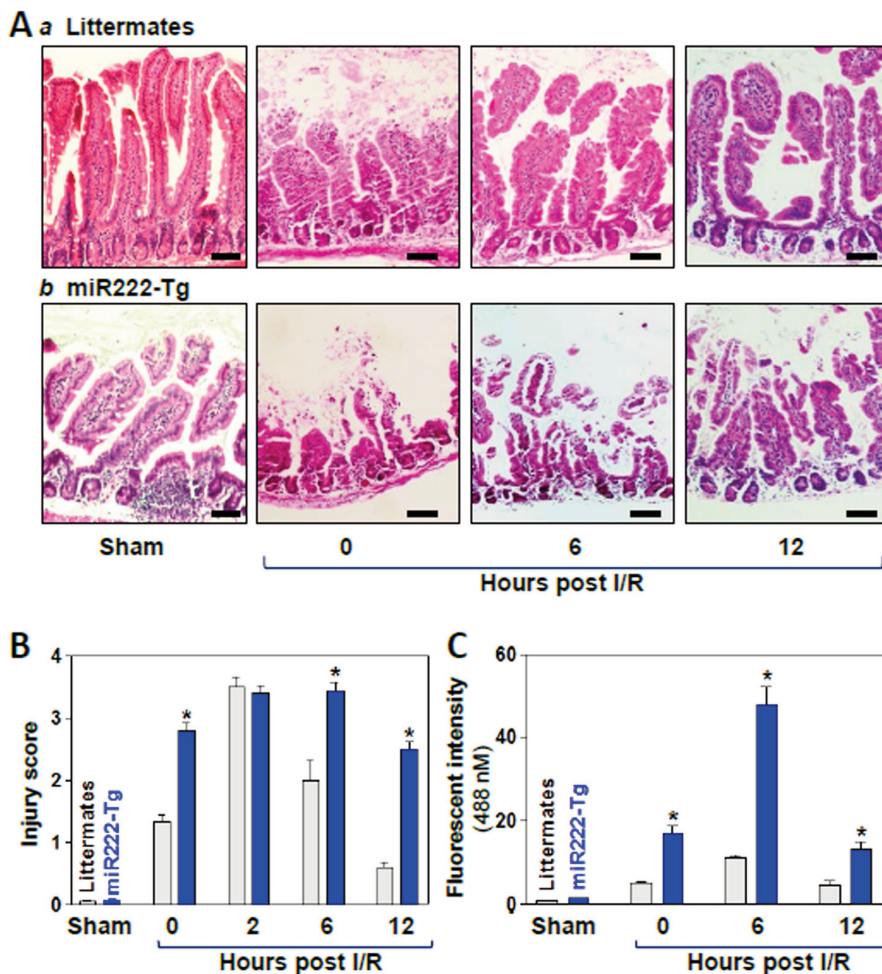 A a Littermates
b miR222-Tg
Sham 0 6 12
Hours post I/R
B
Injury score
4
3
2
1
0
Littermates
miR222-Tg
* * *
Sham 0 2 6 12
Hours post I/R
C
Fluorescent intensity
(488 nM)
60
40
20
0
Littermates
miR222-Tg
* * *
Sham 0 6 12
Hours post I/R